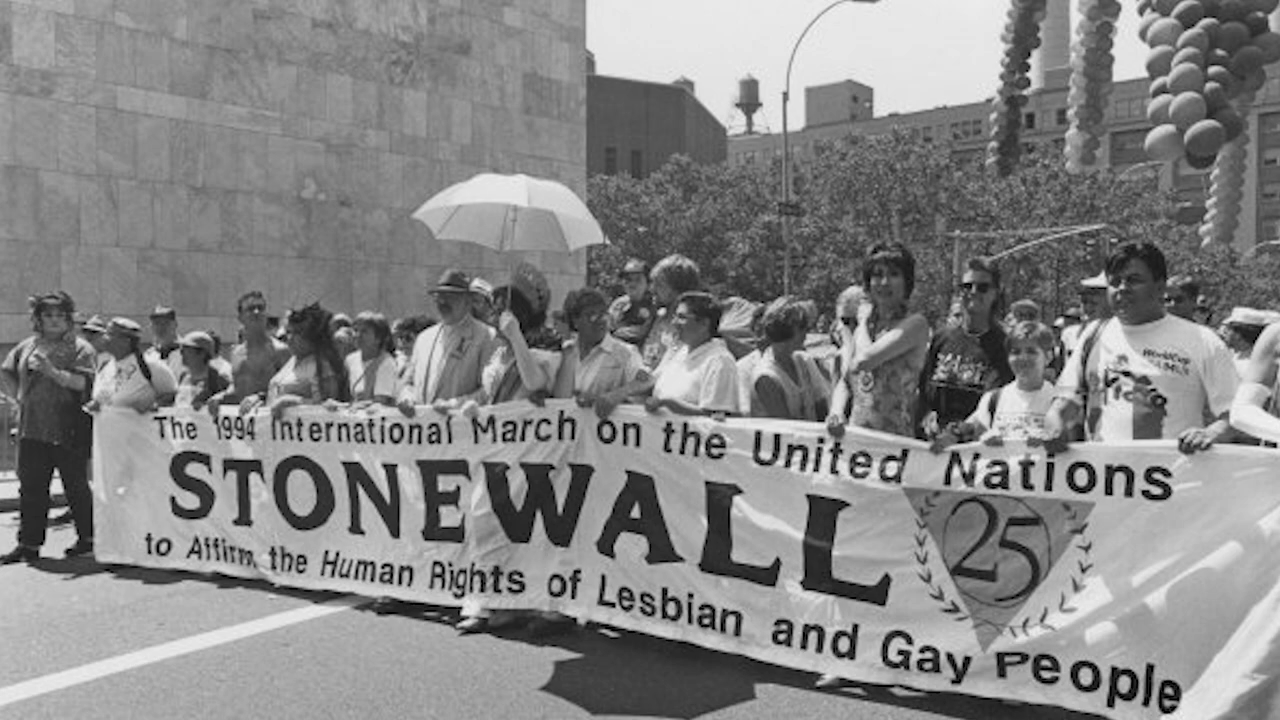 The 1994 International March on the United Nations
STONEWALL 25
to Affirm the Human Rights of Lesbian and Gay People